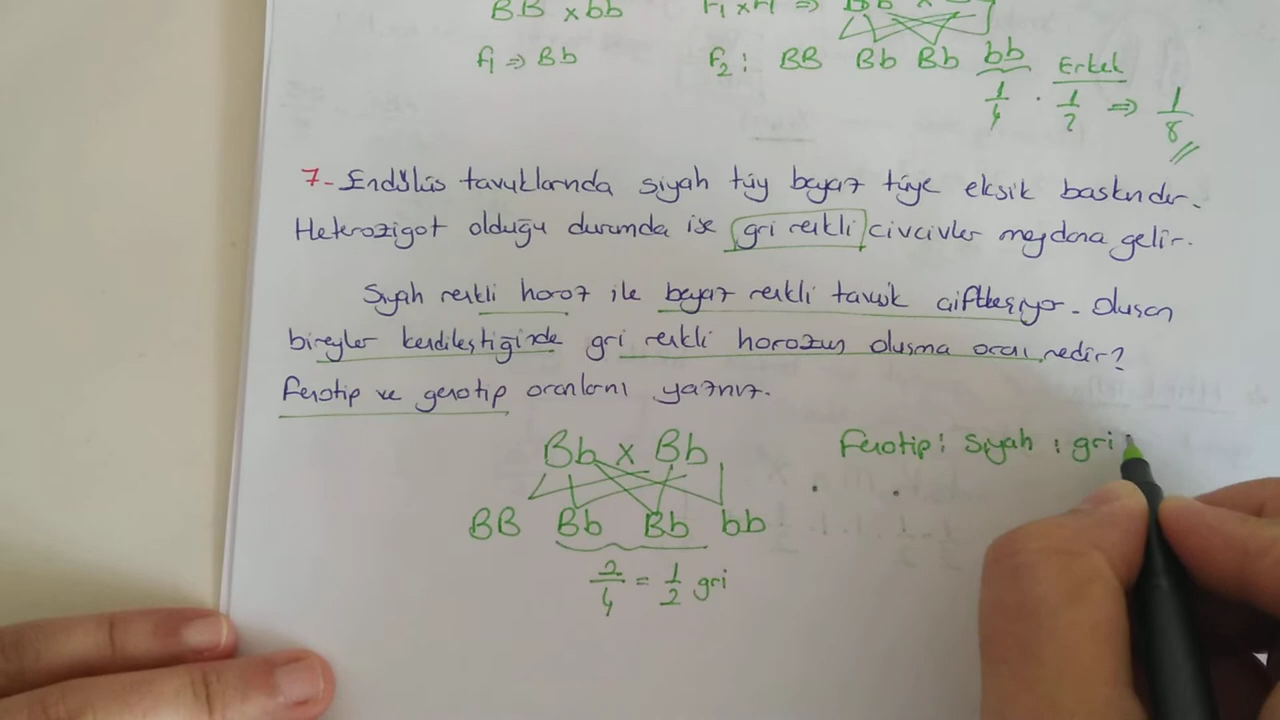 BB x bb
F1 x F1 ⇒ Bb x
F1 ⇒ Bb
F2 : BB Bb Bb bb Erkek
1/4 · 1/2 ⇒ 1/8
7- Endülüs tavuklarında siyah tüy beyaz tüye eksik baskındır.
Heterozigot olduğu durumda ise gri renkli civcivler meydana gelir.
Siyah renkli horoz ile beyaz renkli tavuk çiftleşiyor. Oluşan
bireyler kendileştiğinde gri renkli horozun oluşma oranı nedir?
Fenotip ve genotip oranlarını yazınız.
Bb x Bb
Fenotip : Siyah : gri
BB Bb Bb bb
2/4 = 1/2 gri